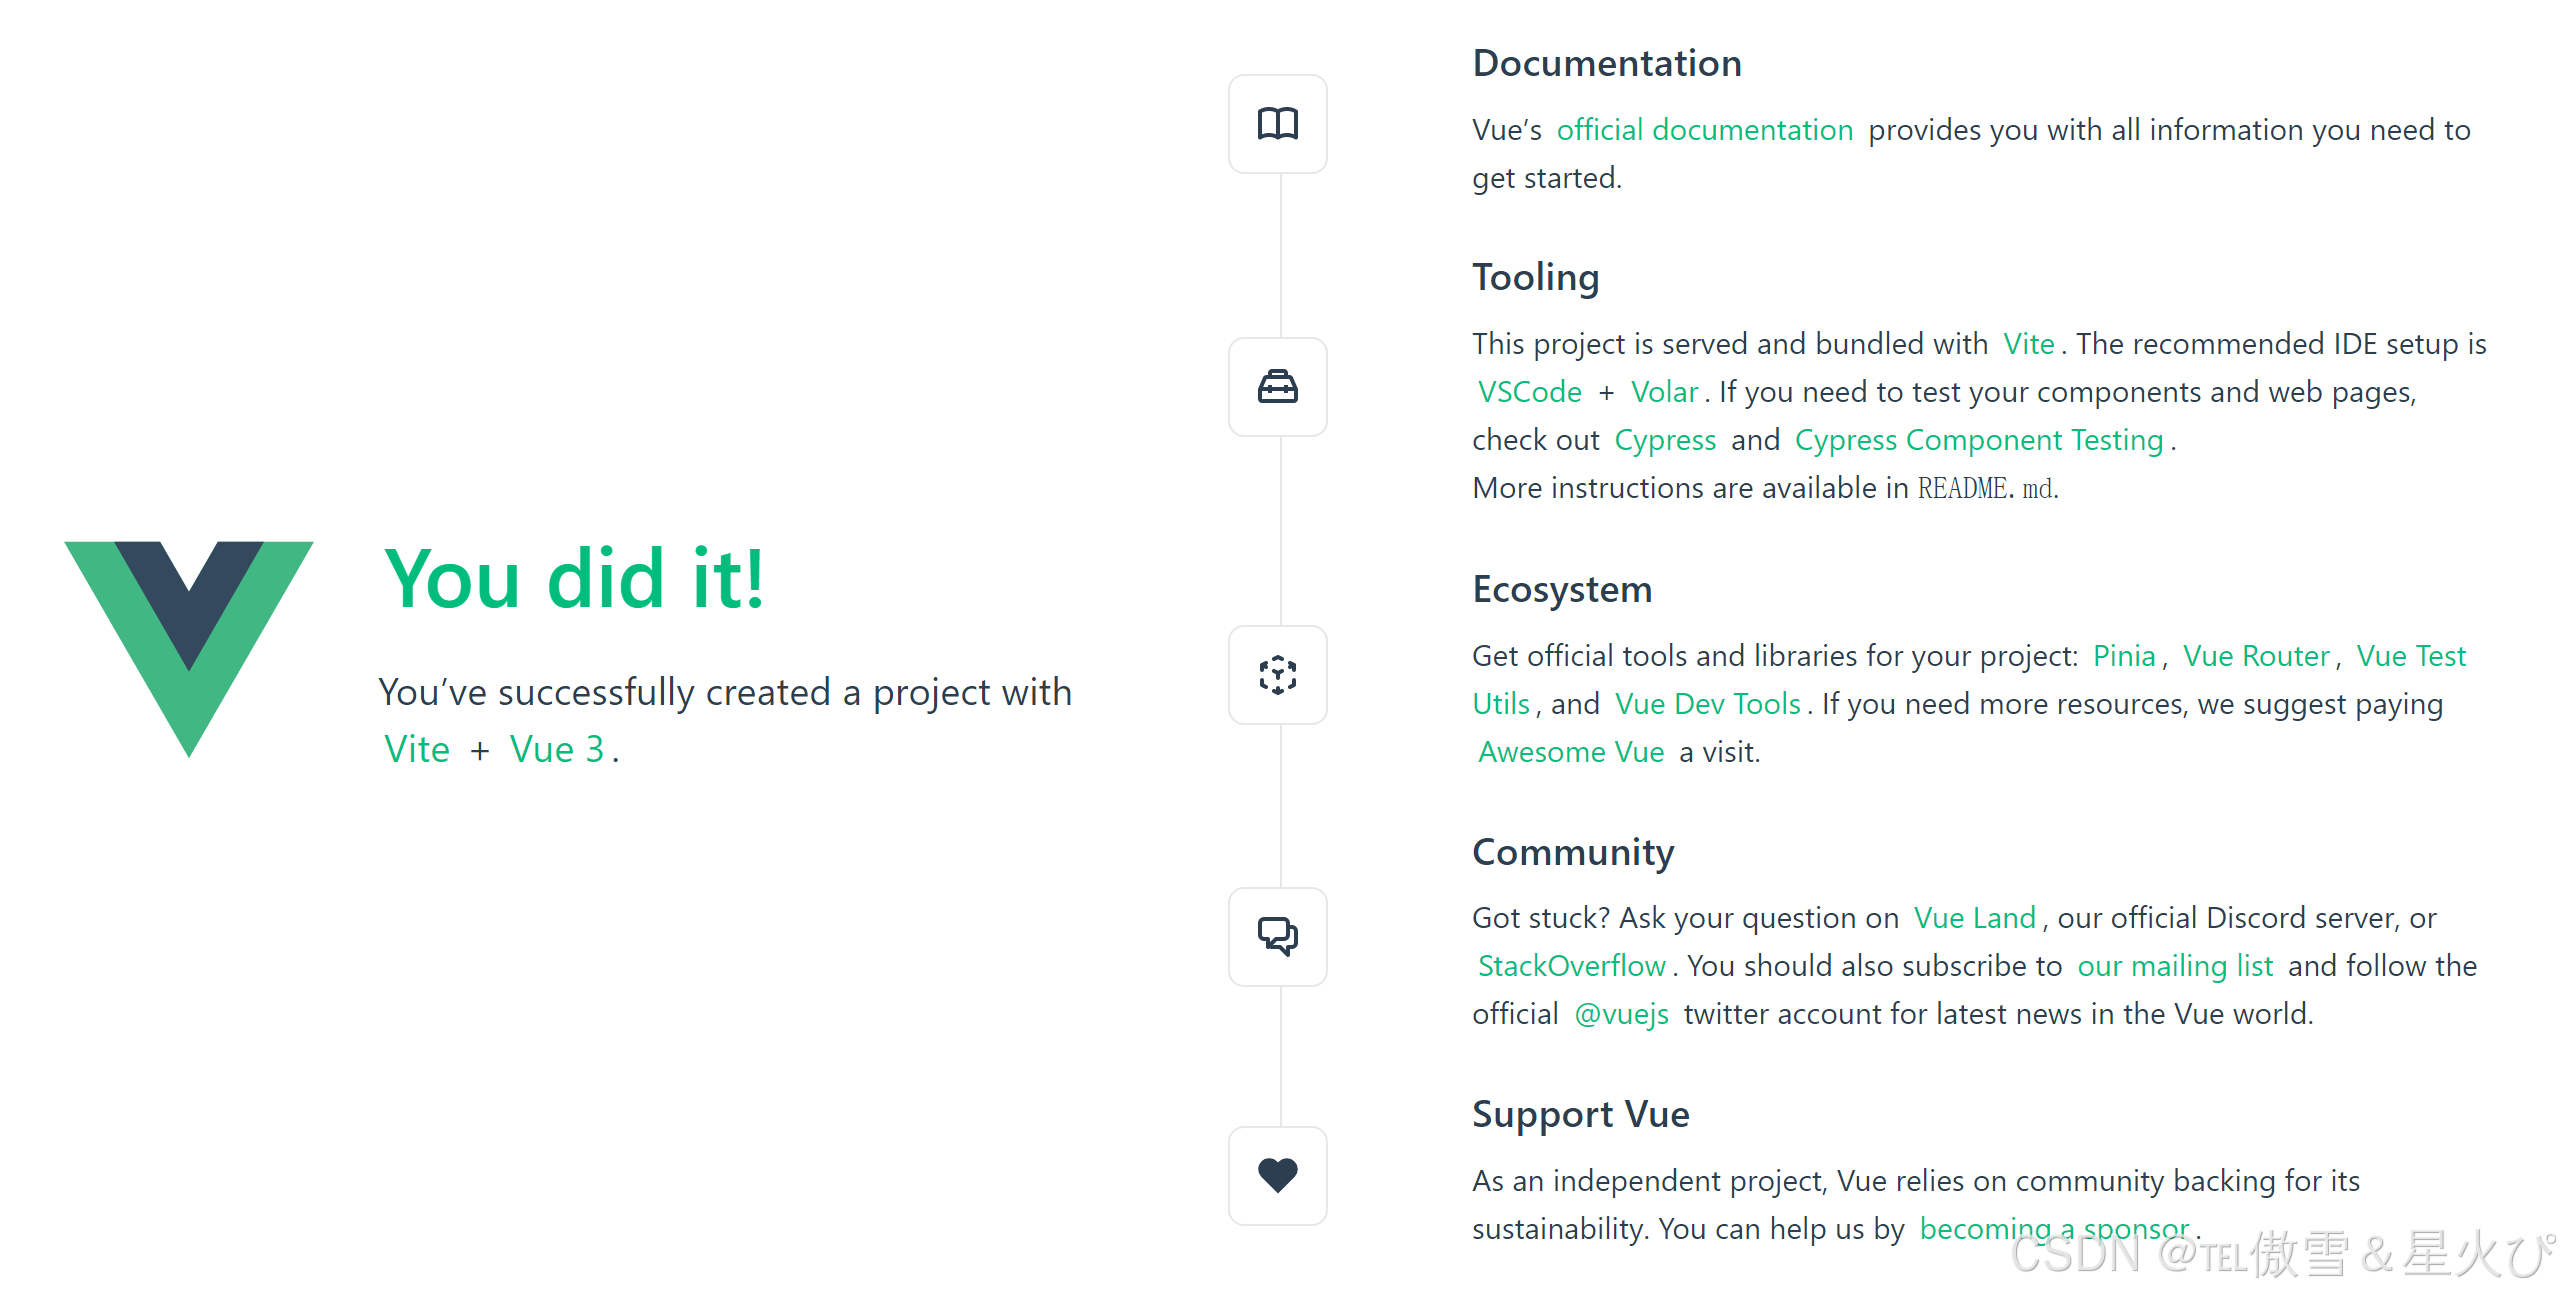 You did it!
You’ve successfully created a project with
Vite + Vue 3.
Documentation
Vue’s official documentation provides you with all information you need to
get started.
Tooling
This project is served and bundled with Vite. The recommended IDE setup is
VSCode + Volar. If you need to test your components and web pages,
check out Cypress and Cypress Component Testing.
More instructions are available in README.md.
Ecosystem
Get official tools and libraries for your project: Pinia, Vue Router, Vue Test
Utils, and Vue Dev Tools. If you need more resources, we suggest paying
Awesome Vue a visit.
Community
Got stuck? Ask your question on Vue Land, our official Discord server, or
StackOverflow. You should also subscribe to our mailing list and follow the
official @vuejs twitter account for latest news in the Vue world.
Support Vue
As an independent project, Vue relies on community backing for its
sustainability. You can help us by becoming a sponsor.
CSDN @℡傲雪&星火ぴ